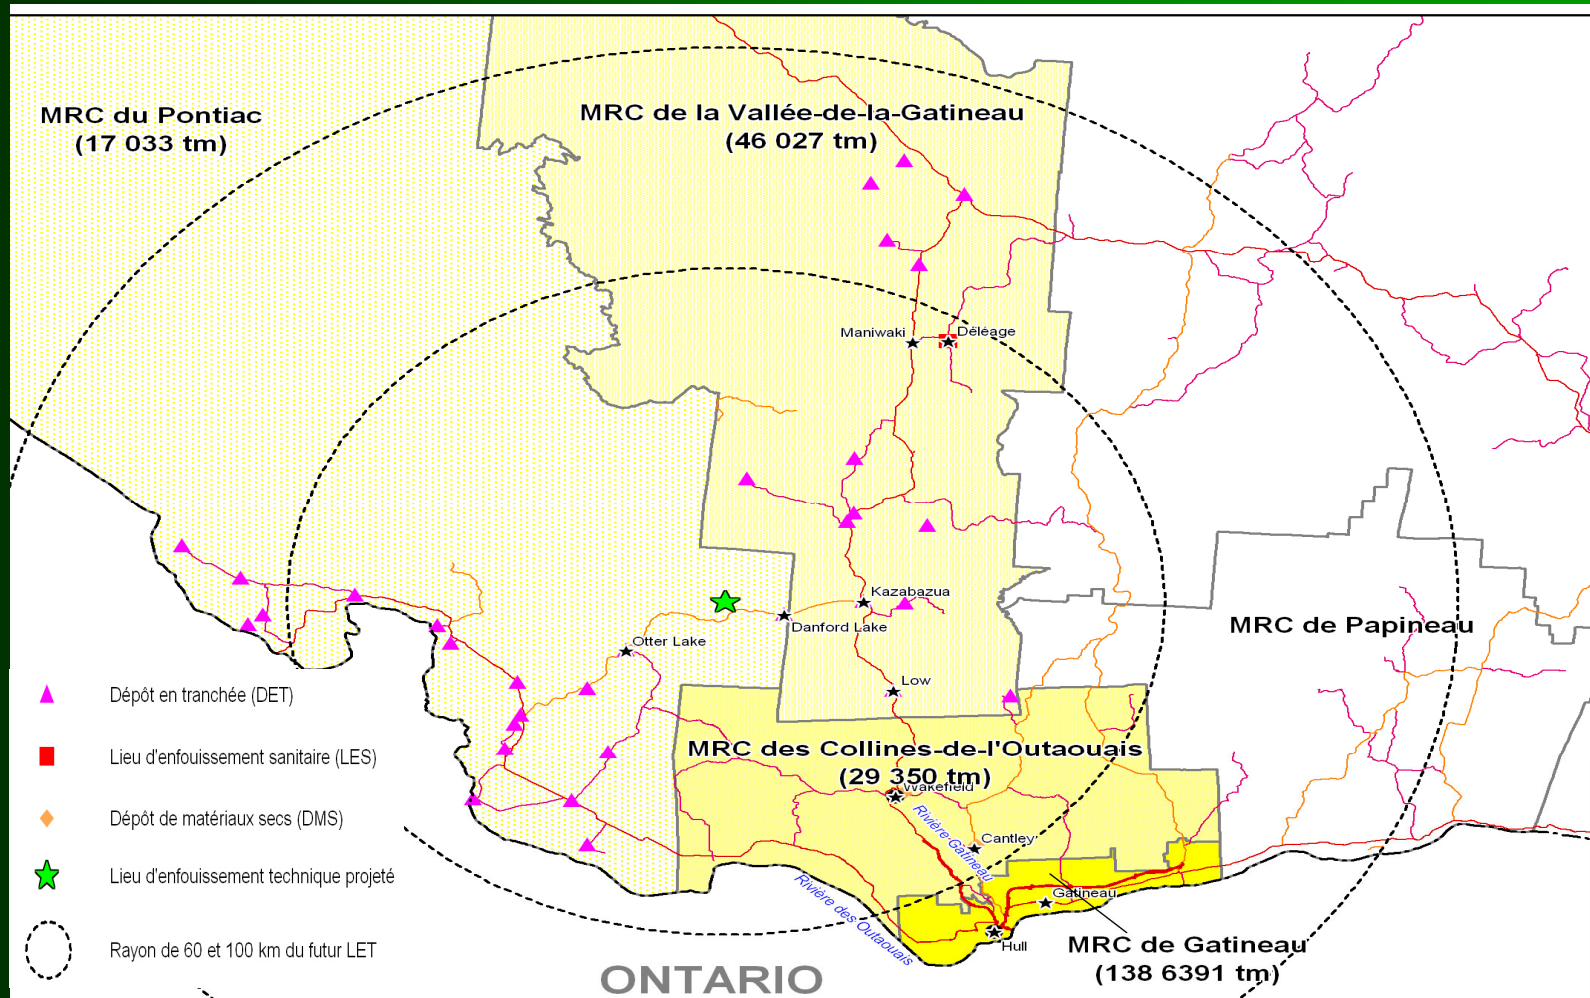 MRC du Pontiac
(17 033 tm)
MRC de la Vallée-de-la-Gatineau
(46 027 tm)
Maniwaki
Déléage
Kazabazua
Danford Lake
Otter Lake
MRC de Papineau
Low
Dépôt en tranchée (DET)
Lieu d'enfouissement sanitaire (LES)
Dépôt de matériaux secs (DMS)
Lieu d'enfouissement technique projeté
Rayon de 60 et 100 km du futur LET
MRC des Collines-de-l'Outaouais
(29 350 tm)
Wakefield
Rivière Gatineau
Cantley
Rivière des Outaouais
Gatineau
Hull
MRC de Gatineau
(138 6391 tm)
ONTARIO